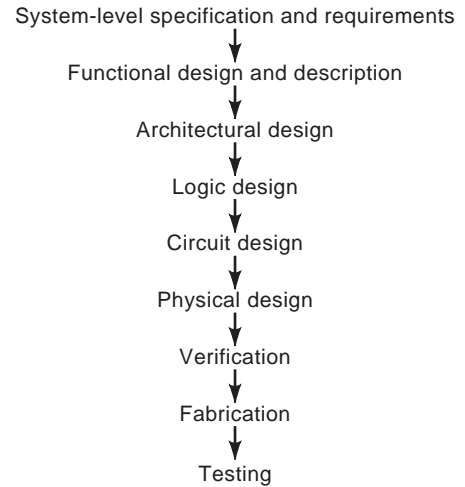 System-level specification and requirements
Functional design and description
Architectural design
Logic design
Circuit design
Physical design
Verification
Fabrication
Testing